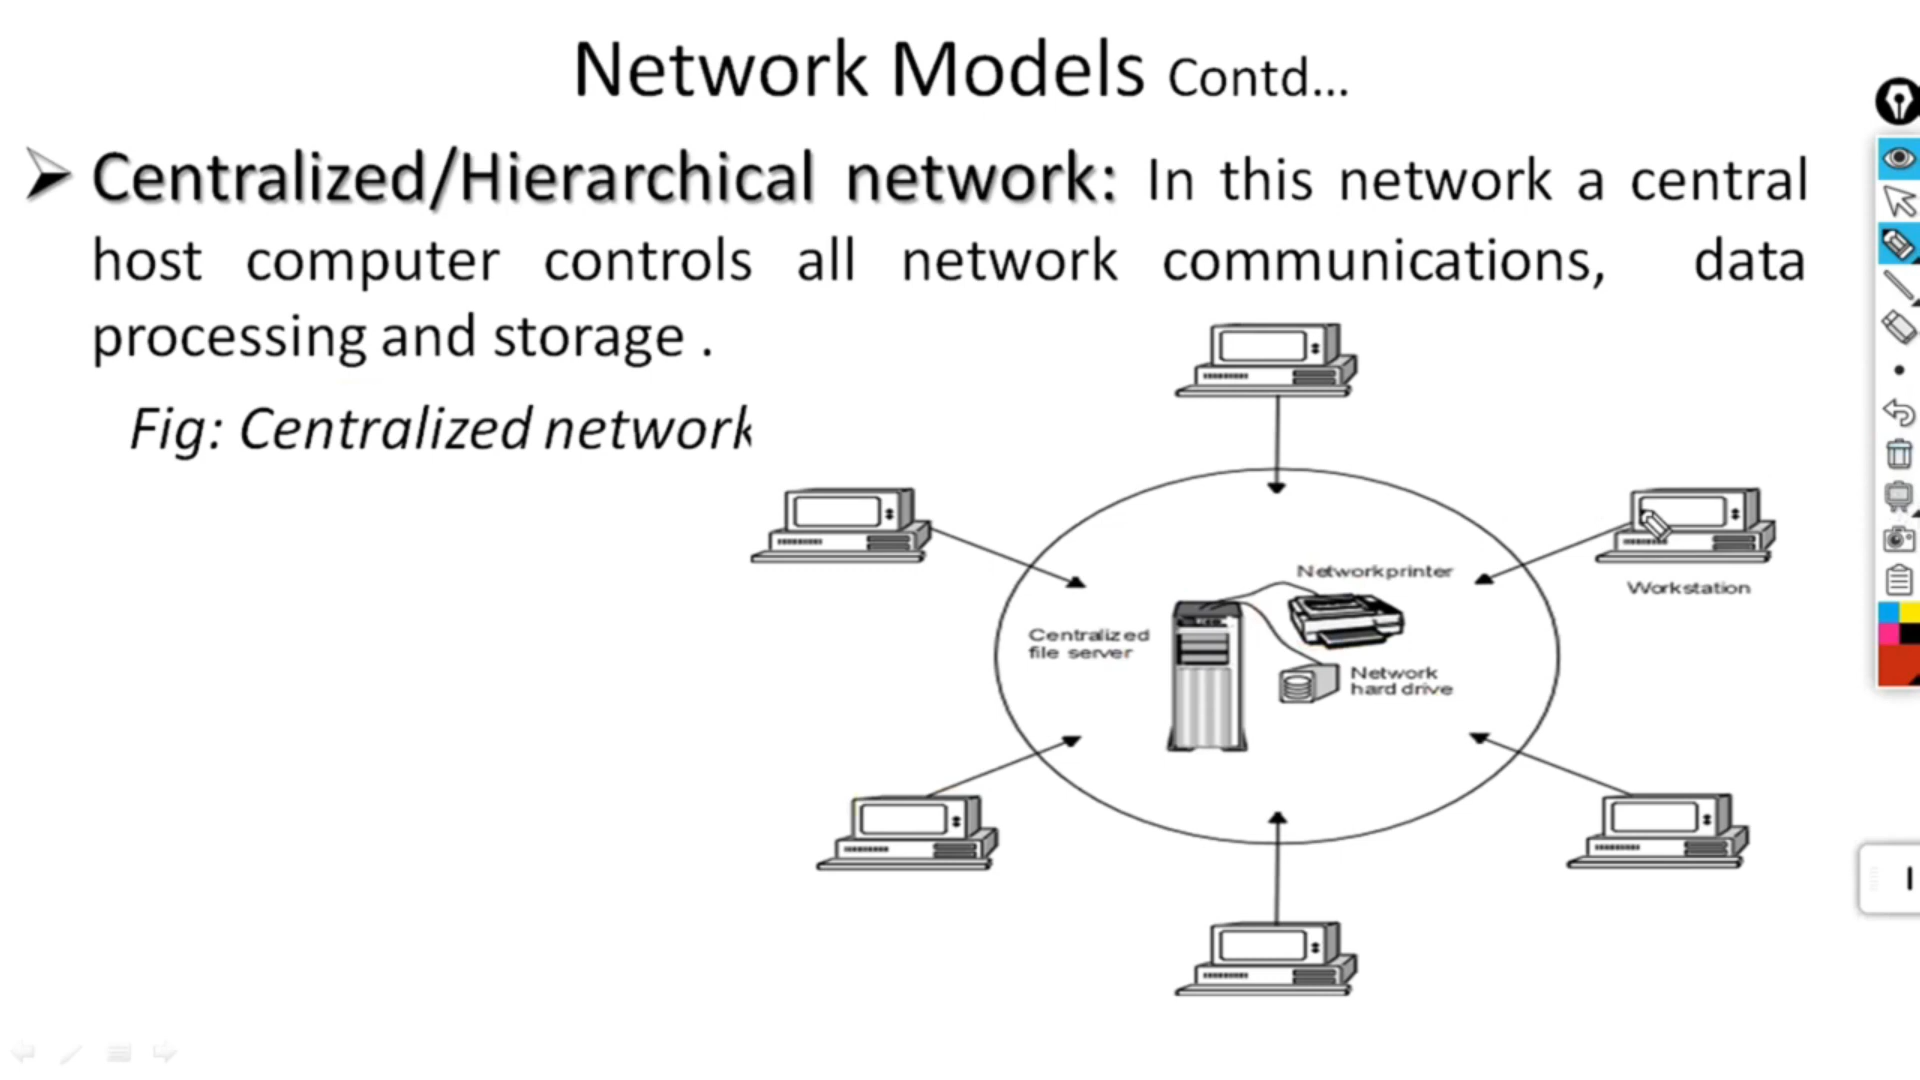 Network Models Contd...
Centralized/Hierarchical network: In this network a central
host computer controls all network communications, data
processing and storage .
Fig: Centralized network
Networkprinter
Workstation
Centralized
file server
Network
hard drive